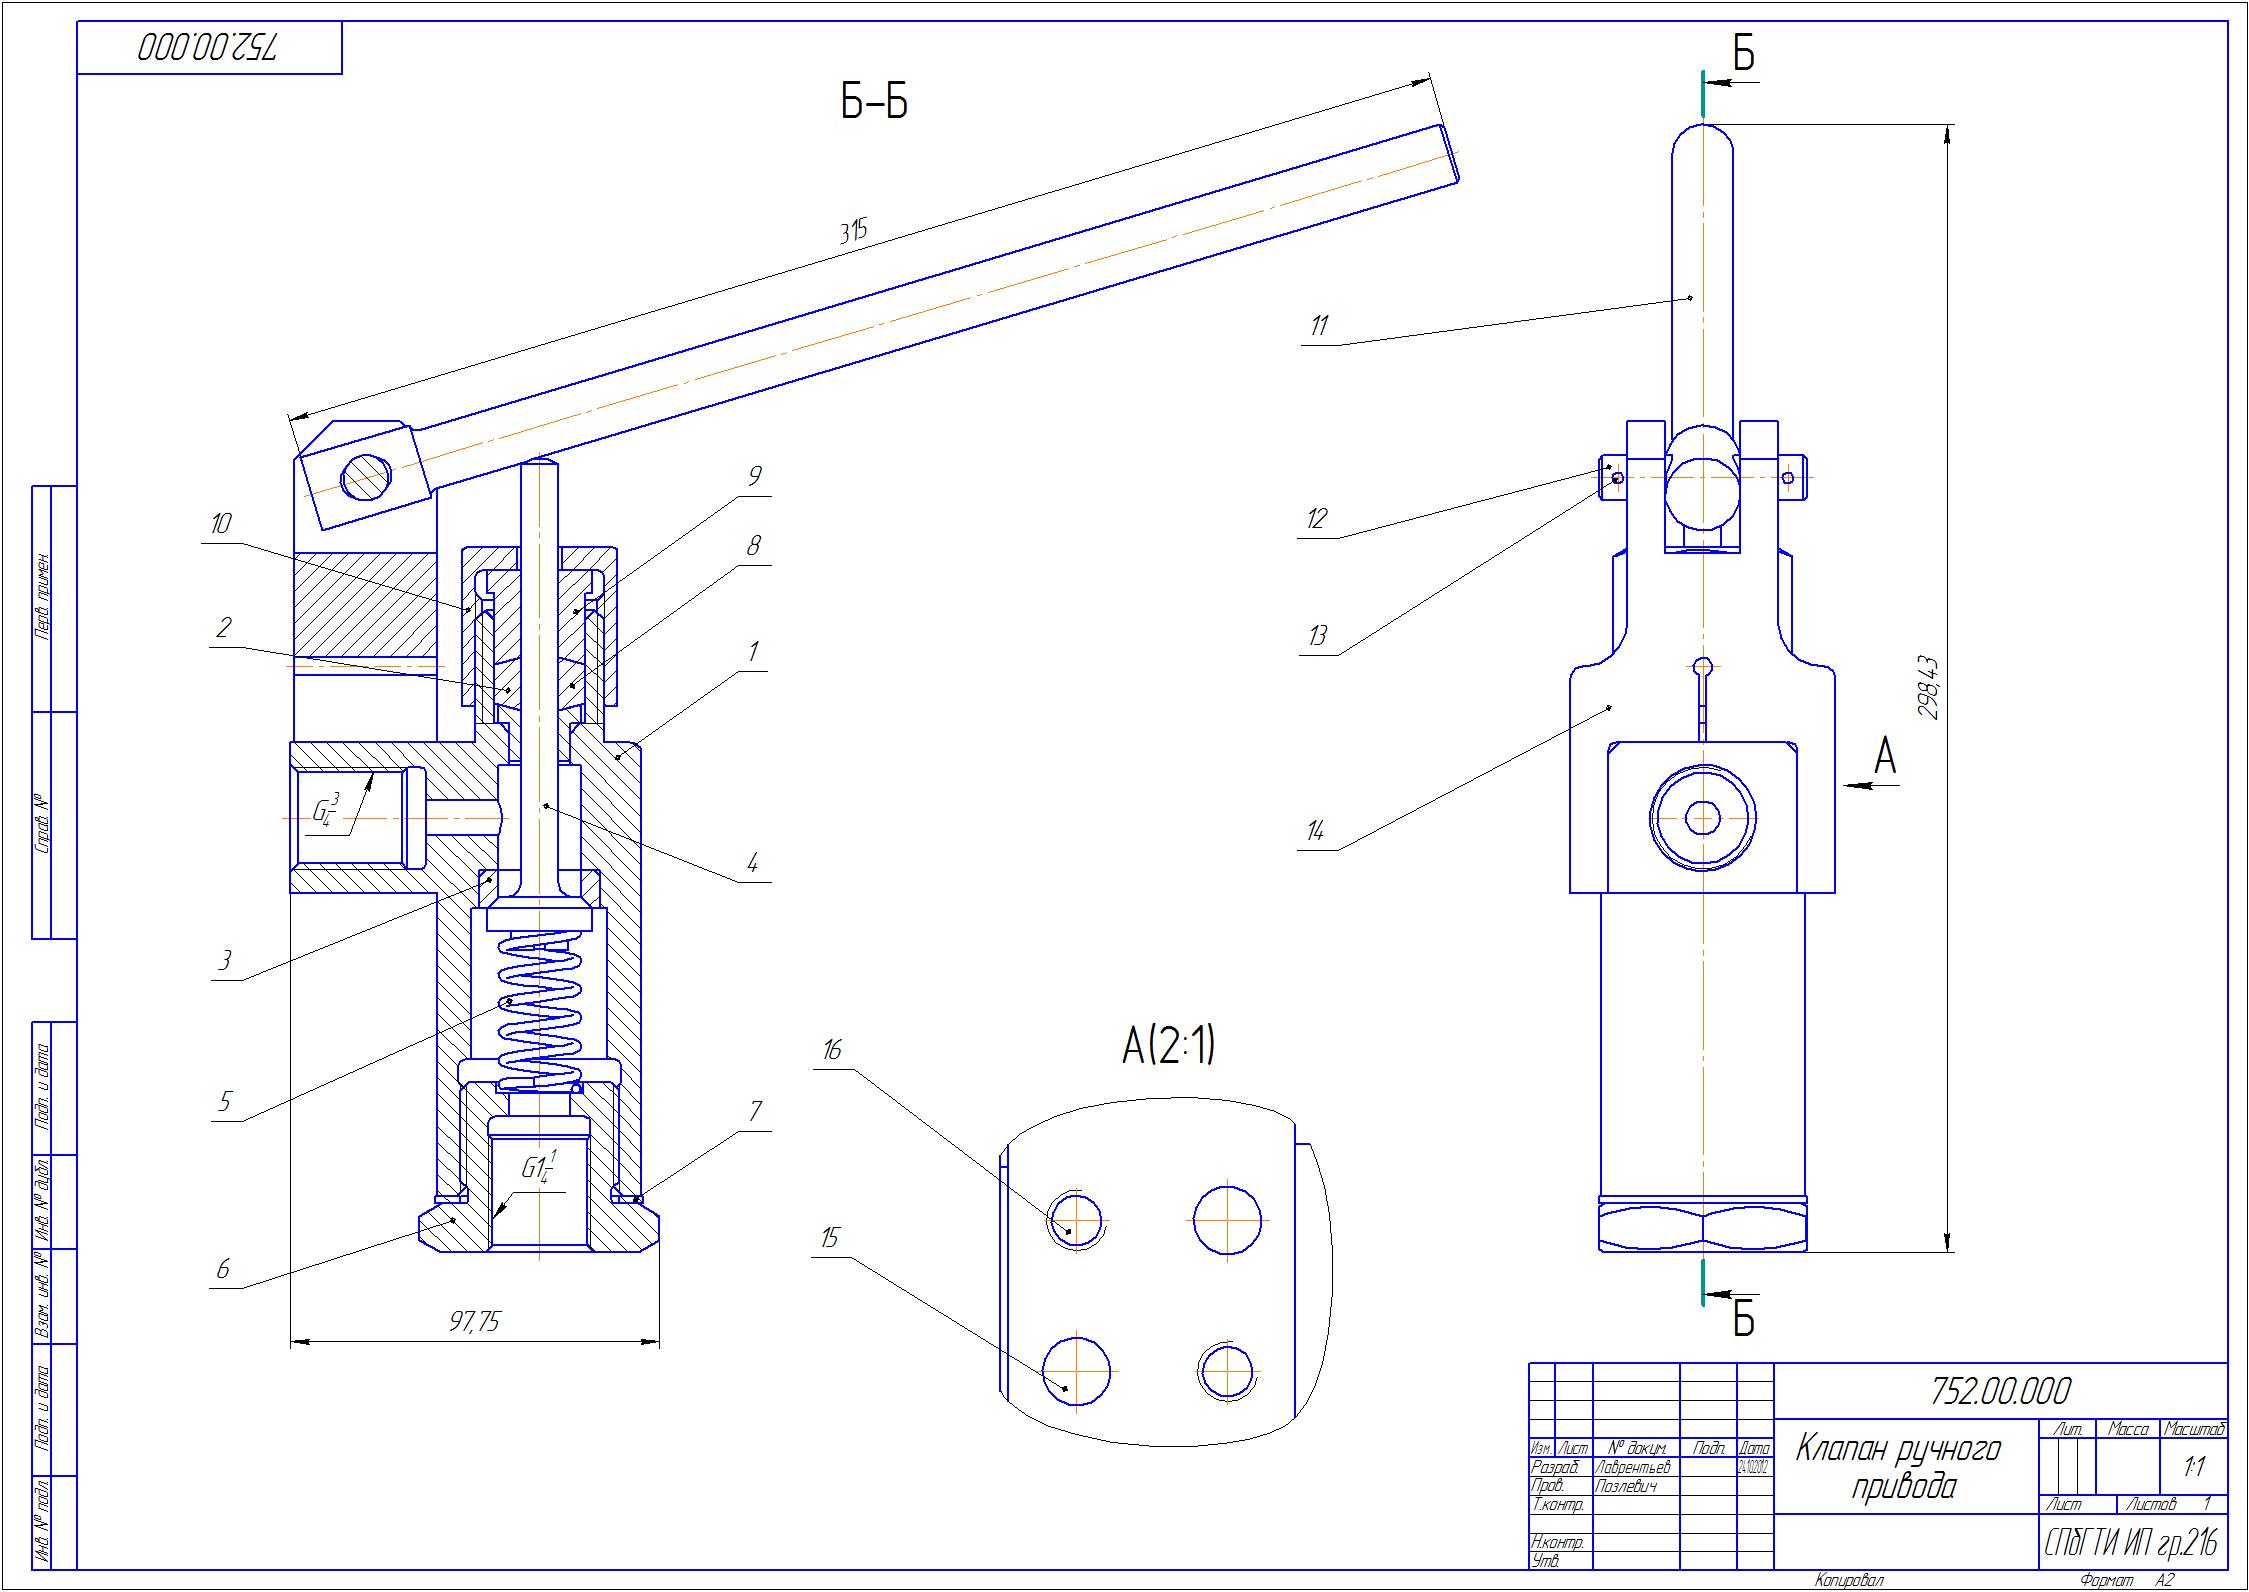 752.00.000
Б-Б
Б
315
298,43
11
12
13
14
А
9
8
10
2
1
G3/4
4
3
5
7
G1 1/4
6
97,75
А(2:1)
16
15
Б
Перв. примен.
Справ. №
Подп. и дата
Инв. № дубл.
Взам. инв. №
Подп. и дата
Инв. № подл.
752.00.000
Изм. Лист № докум. Подп. Дата
Разраб. Лаврентьев 24.10.2012
Пров. Позлевич
Т.контр.
Н.контр.
Утв.
Клапан ручного
привода
Лит. Масса Масштаб
1:1
Лист Листов 1
СПбГТИ ИП гр.216
Копировал Формат А2